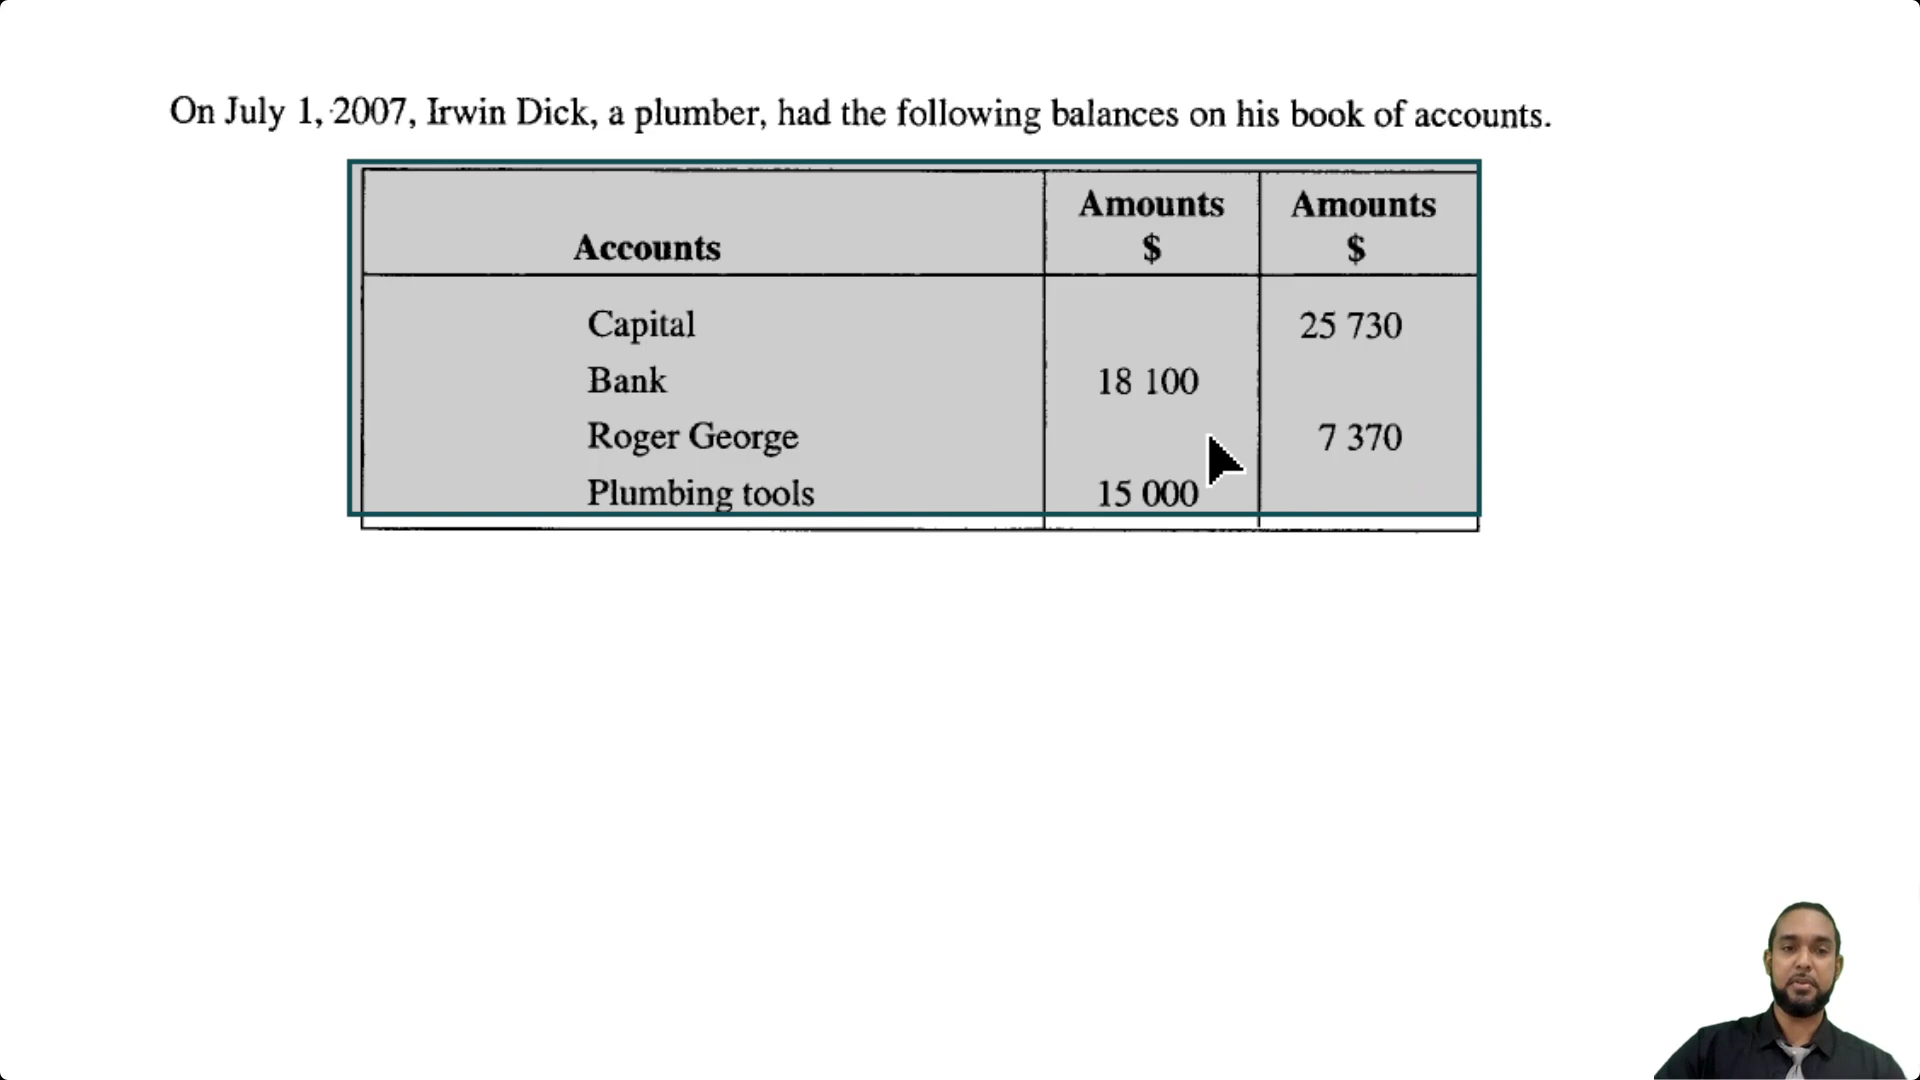 On July 1, 2007, Irwin Dick, a plumber, had the following balances on his book of accounts.
Accounts Amounts $ Amounts $
Capital 25 730
Bank 18 100
Roger George 7 370
Plumbing tools 15 000